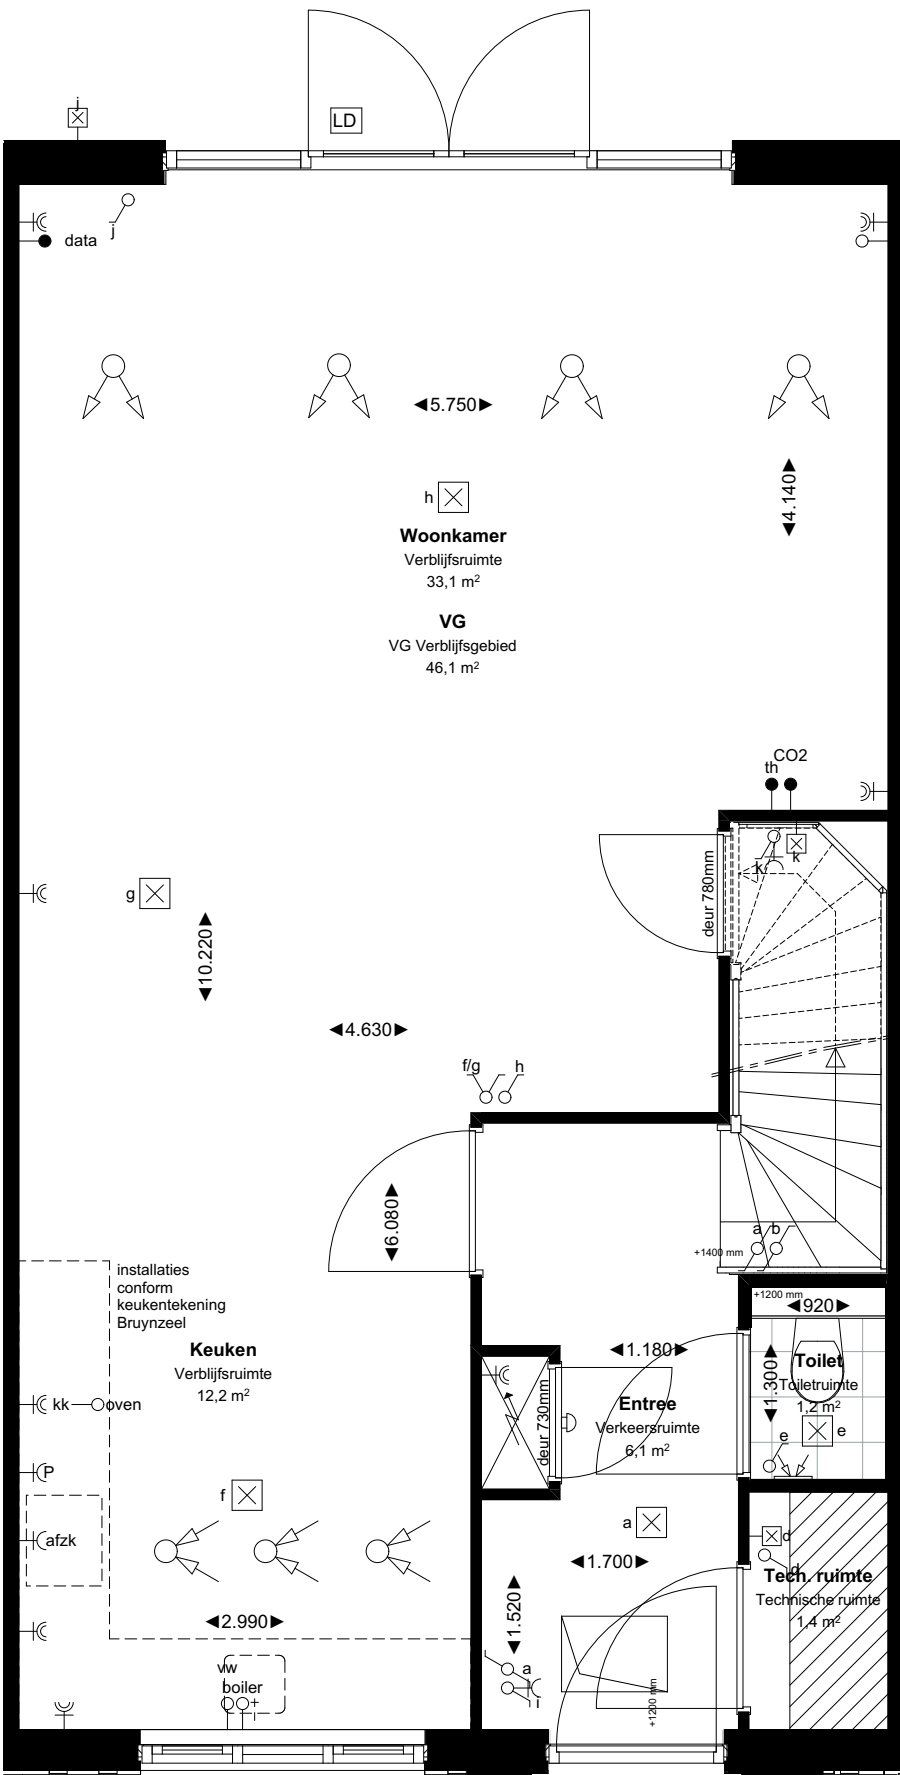 j
LD
j
data
5.750
4.140
h
Woonkamer
Verblijfsruimte
33,1 m²
VG
VG Verblijfsgebied
46,1 m²
CO2
th
k
k
deur 780mm
g
10.220
4.630
f/g
h
6.080
a
b
+1400 mm
installaties
conform
keukentekening
Bruynzeel
Keuken
Verblijfsruimte
12,2 m²
+1200 mm
920
1.180
1.300
Toilet
Toiletruimte
1,2 m²
deur 730mm
Entree
Verkeersruimte
6,1 m²
kk
oven
e
e
P
f
a
d
d
afzk
1.700
Tech. ruimte
Technische ruimte
1,4 m²
1.520
2.990
vw
boiler
a
i
+1200 mm